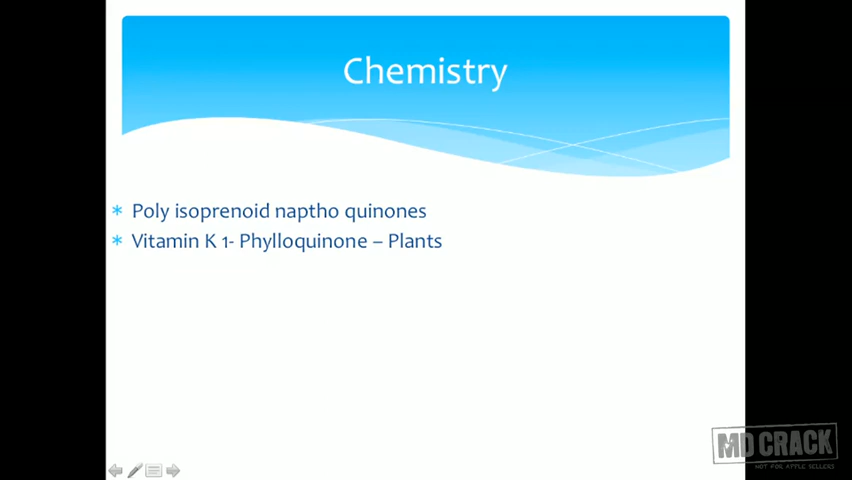 Chemistry
* Poly isoprenoid naptho quinones
* Vitamin K 1- Phylloquinone – Plants
MD CRACK
NOT FOR APPLE SELLERS